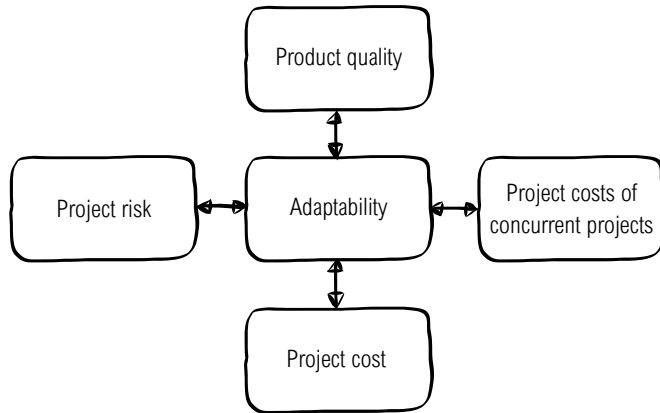 Product quality
Project risk
Adaptability
Project costs of
concurrent projects
Project cost